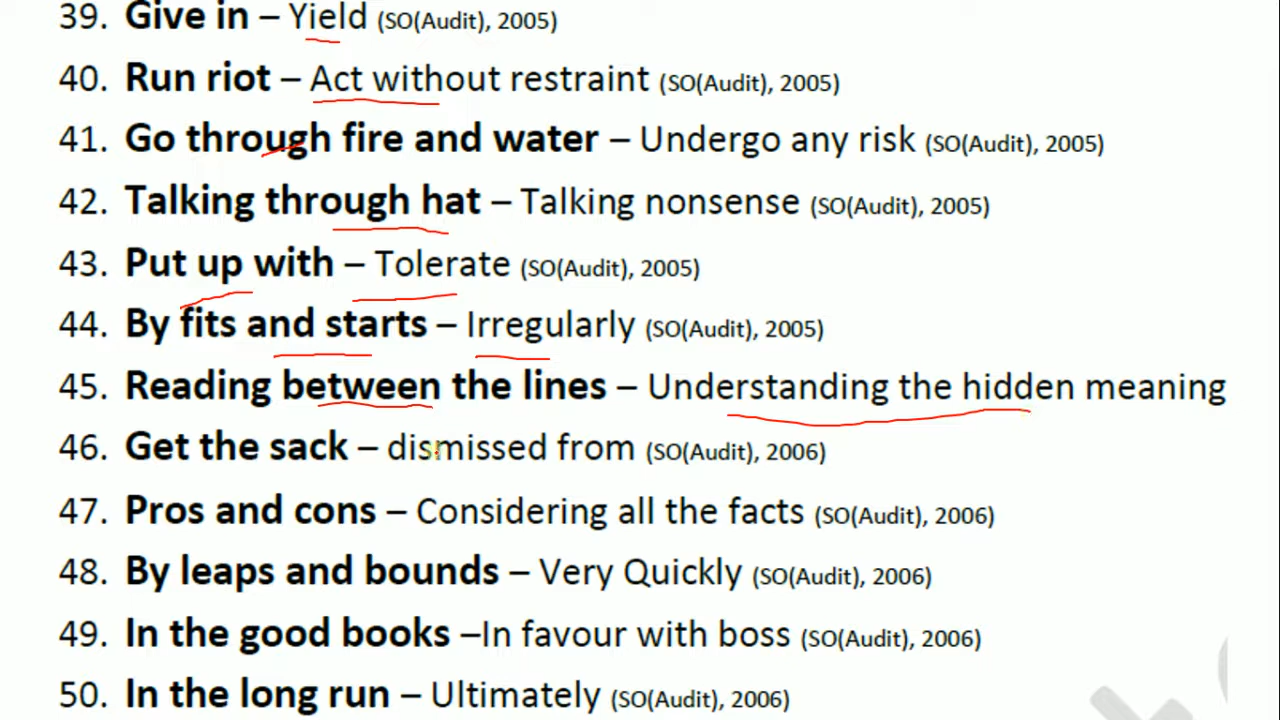 39. Give in – Yield (SO(Audit), 2005)
40. Run riot – Act without restraint (SO(Audit), 2005)
41. Go through fire and water – Undergo any risk (SO(Audit), 2005)
42. Talking through hat – Talking nonsense (SO(Audit), 2005)
43. Put up with – Tolerate (SO(Audit), 2005)
44. By fits and starts – Irregularly (SO(Audit), 2005)
45. Reading between the lines – Understanding the hidden meaning
46. Get the sack – dismissed from (SO(Audit), 2006)
47. Pros and cons – Considering all the facts (SO(Audit), 2006)
48. By leaps and bounds – Very Quickly (SO(Audit), 2006)
49. In the good books –In favour with boss (SO(Audit), 2006)
50. In the long run – Ultimately (SO(Audit), 2006)